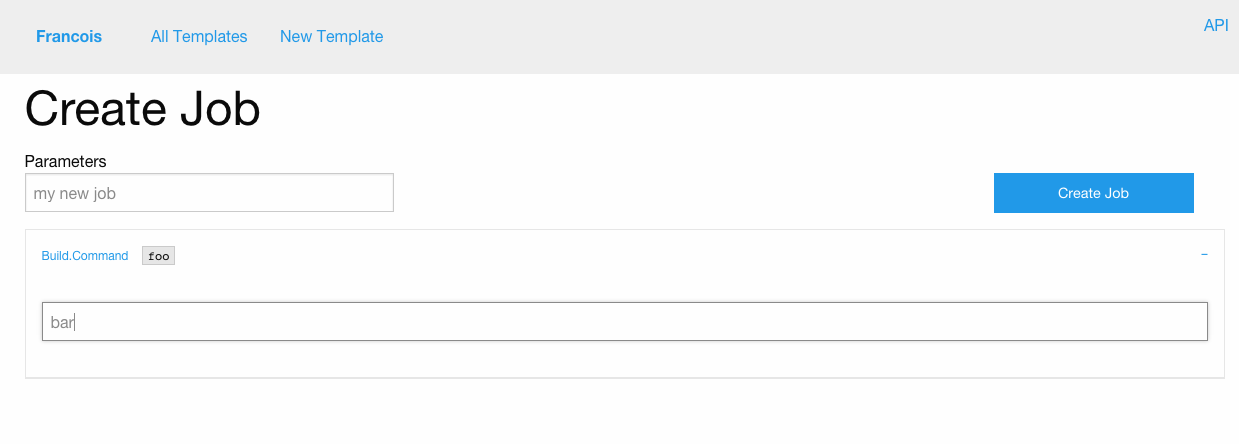 Francois All Templates New Template API
Create Job
Parameters
my new job Create Job
Build.Command foo −
bar